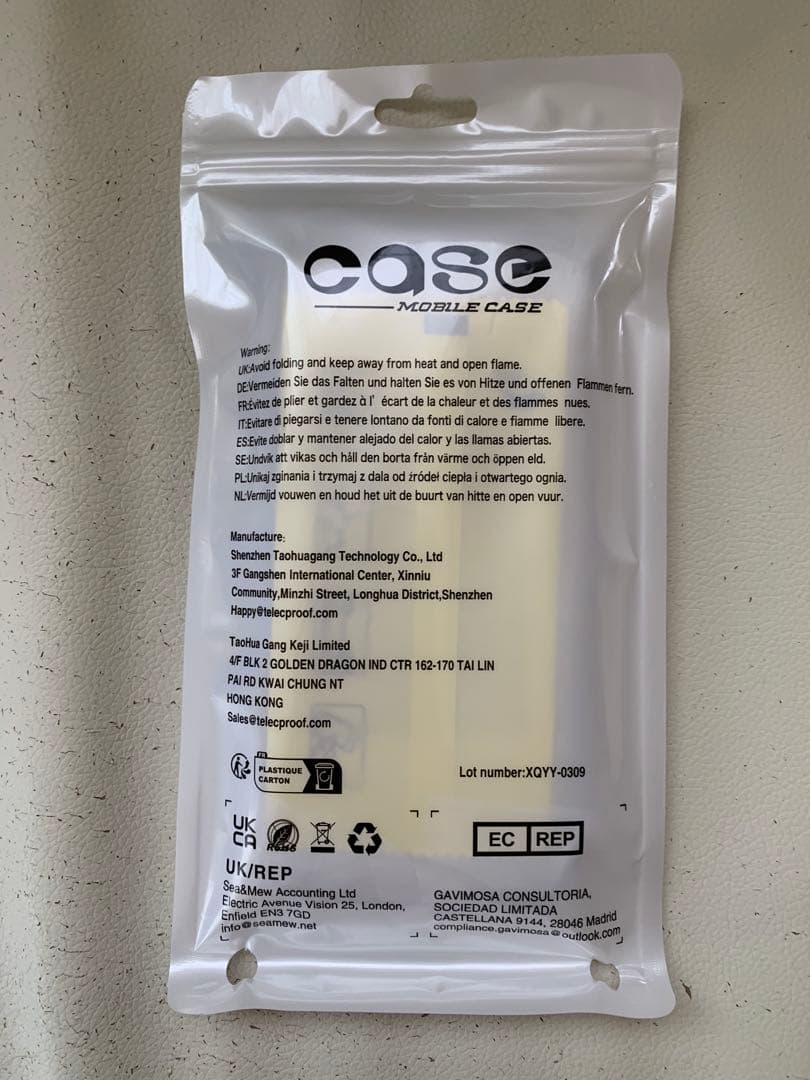 case
MOBILE CASE
Warning:
UK:Avoid folding and keep away from heat and open flame.
DE:Vermeiden Sie das Falten und halten Sie es von Hitze und offenen Flammen fern.
FR:Évitez de plier et gardez à l' écart de la chaleur et des flammes nues.
IT:Evitare di piegarsi e tenere lontano da fonti di calore e fiamme libere.
ES:Evite doblar y mantener alejado del calor y las llamas abiertas.
SE:Undvik att vikas och håll den borta från värme och öppen eld.
PL:Unikaj zginania i trzymaj z dala od źródeł ciepła i otwartego ognia.
NL:Vermijd vouwen en houd het uit de buurt van hitte en open vuur.
Manufacture:
Shenzhen Taohuagang Technology Co., Ltd
3F Gangshen International Center, Xinniu
Community,Minzhi Street, Longhua District,Shenzhen
Happy@telecproof.com
TaoHua Gang Keji Limited
4/F BLK 2 GOLDEN DRAGON IND CTR 162-170 TAI LIN
PAI RD KWAI CHUNG NT
HONG KONG
Sales@telecproof.com
FR
PLASTIQUE
CARTON
Lot number:XQYY-0309
UK
CA
RoHS
EC REP
UK/REP
Sea&Mew Accounting Ltd
Electric Avenue Vision 25, London,
Enfield EN3 7GD
info@seamew.net
GAVIMOSA CONSULTORIA,
SOCIEDAD LIMITADA
CASTELLANA 9144, 28046 Madrid
compliance.gavimosa@outlook.com